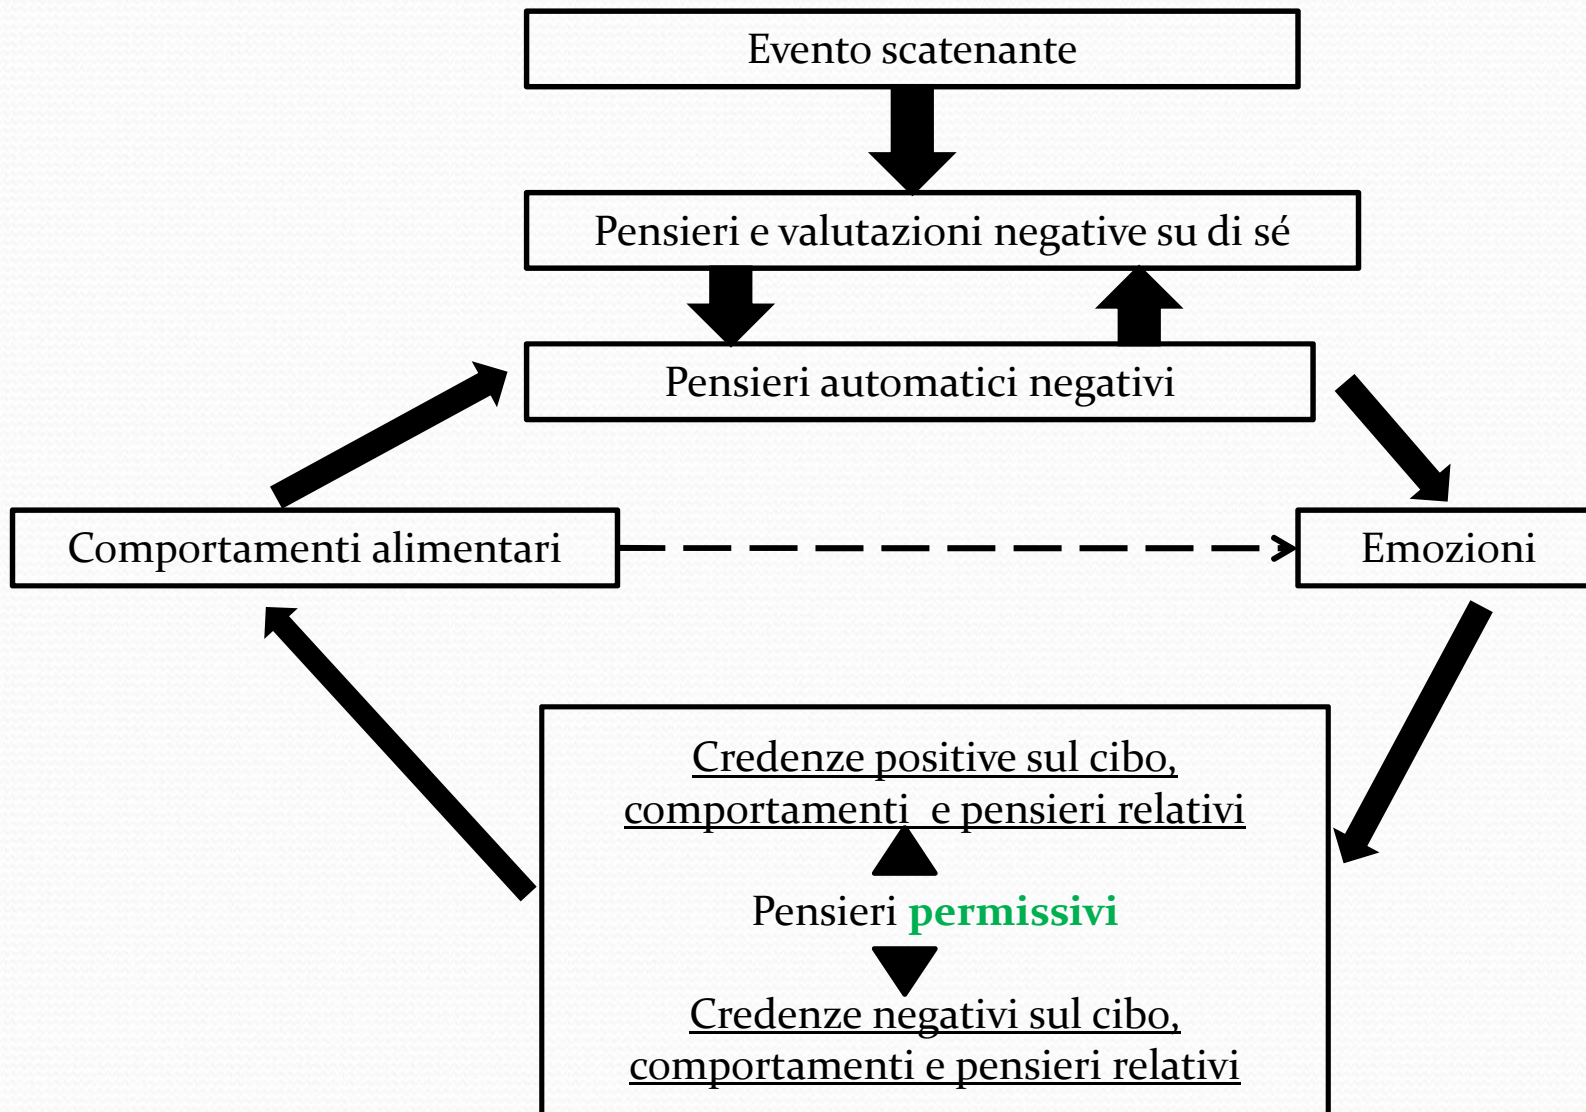 Evento scatenante
Pensieri e valutazioni negative su di sé
Pensieri automatici negativi
Comportamenti alimentari
Emozioni
Credenze positive sul cibo,
comportamenti e pensieri relativi
Pensieri permissivi
Credenze negativi sul cibo,
comportamenti e pensieri relativi